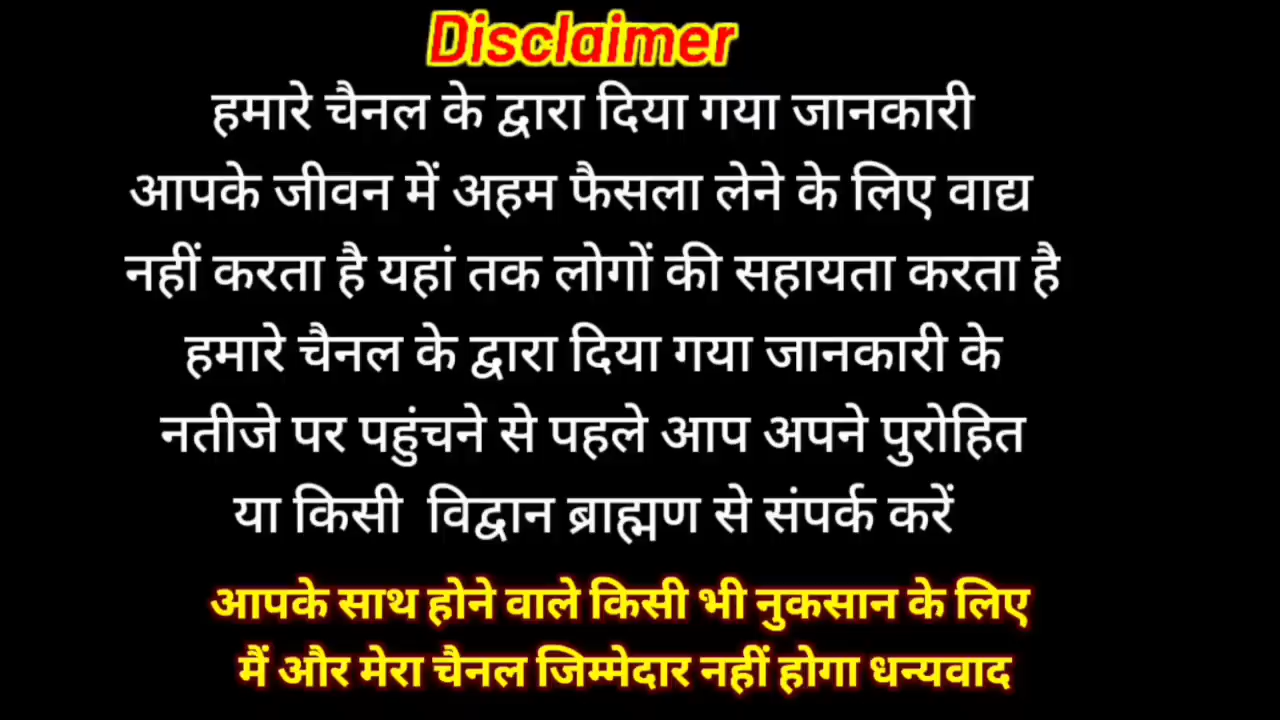 Disclaimer
हमारे चैनल के द्वारा दिया गया जानकारी
आपके जीवन में अहम फैसला लेने के लिए वाद्य
नहीं करता है यहां तक लोगों की सहायता करता है
हमारे चैनल के द्वारा दिया गया जानकारी के
नतीजे पर पहुंचने से पहले आप अपने पुरोहित
या किसी विद्वान ब्राह्मण से संपर्क करें
आपके साथ होने वाले किसी भी नुकसान के लिए
मैं और मेरा चैनल जिम्मेदार नहीं होगा धन्यवाद